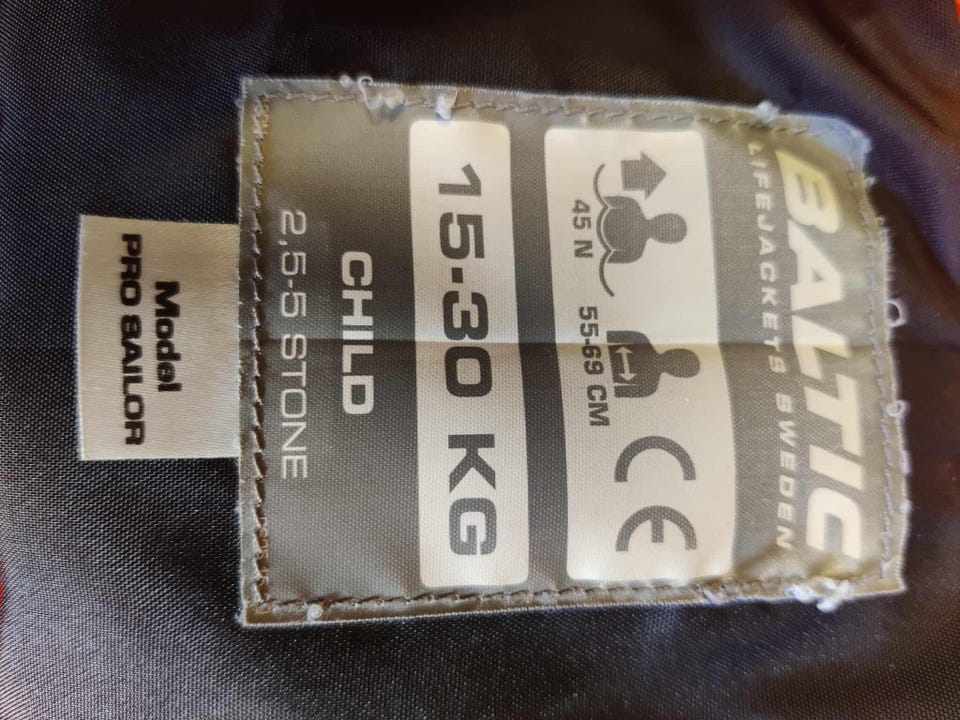 BALTIC
LIFEJACKETS SWEDEN
45 N
55-69 CM
CE
15-30 KG
CHILD
2,5-5 STONE
Model
PRO SAILOR